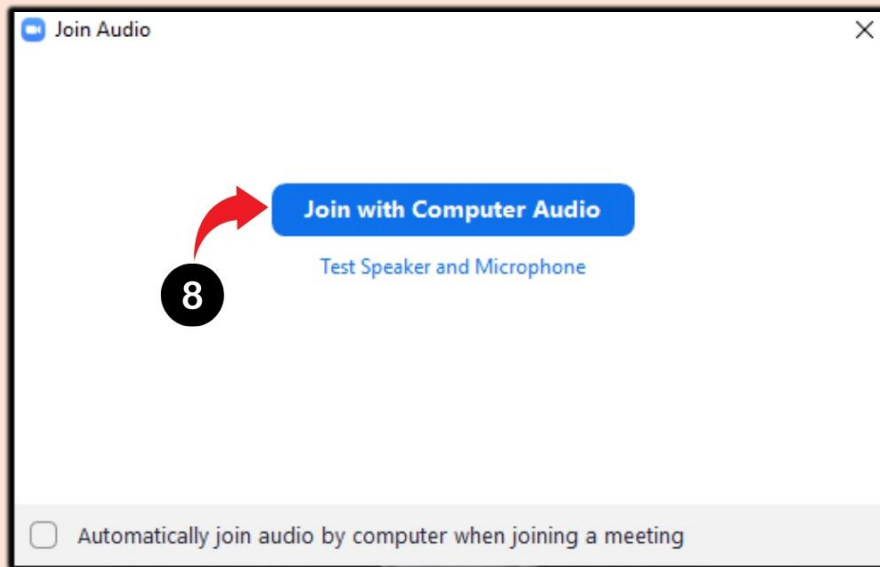 Join Audio
Join with Computer Audio
Test Speaker and Microphone
8
Automatically join audio by computer when joining a meeting